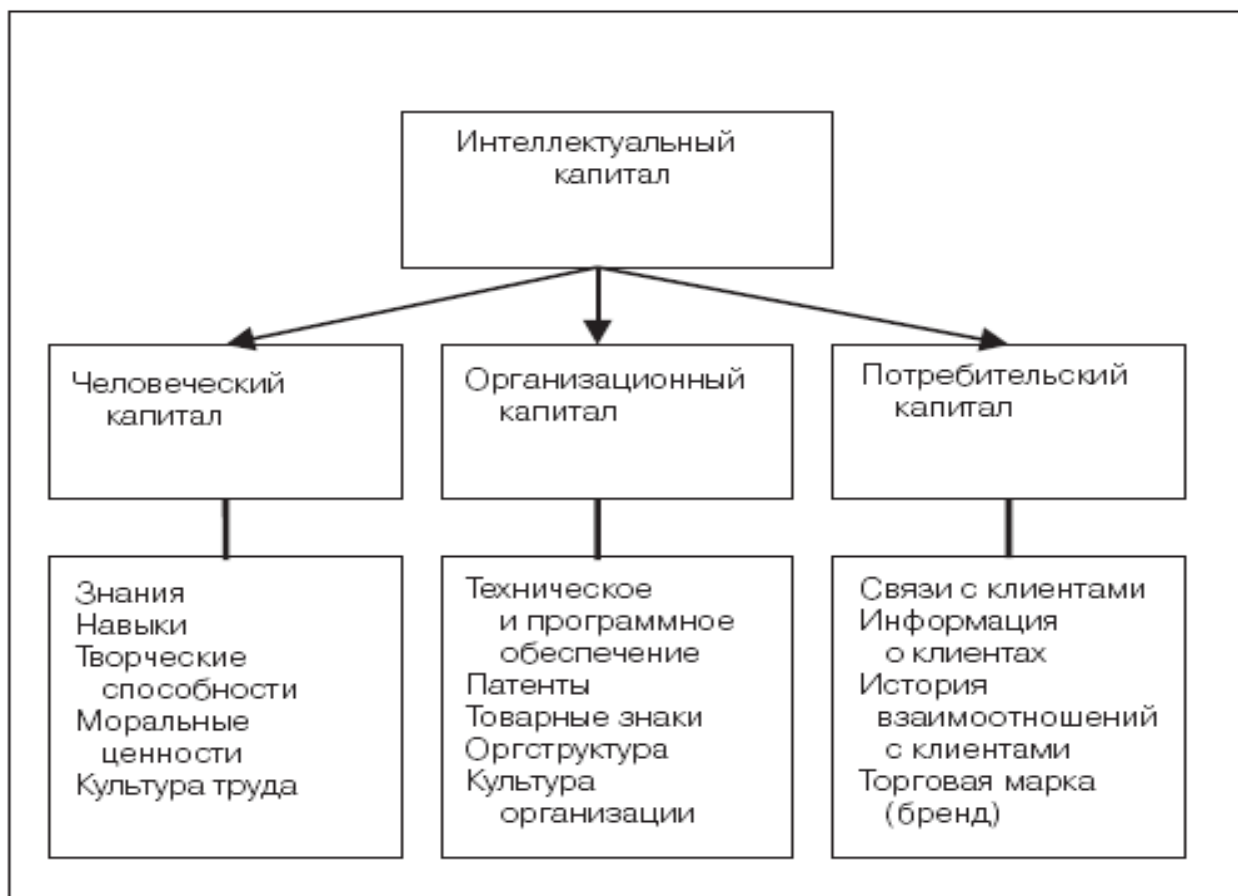 Интеллектуальный
капитал
Человеческий
капитал
Организационный
капитал
Потребительский
капитал
Знания
Навыки
Творческие
способности
Моральные
ценности
Культура труда
Техническое
и программное
обеспечение
Патенты
Товарные знаки
Оргструктура
Культура
организации
Связи с клиентами
Информация
о клиентах
История
взаимоотношений
с клиентами
Торговая марка
(бренд)